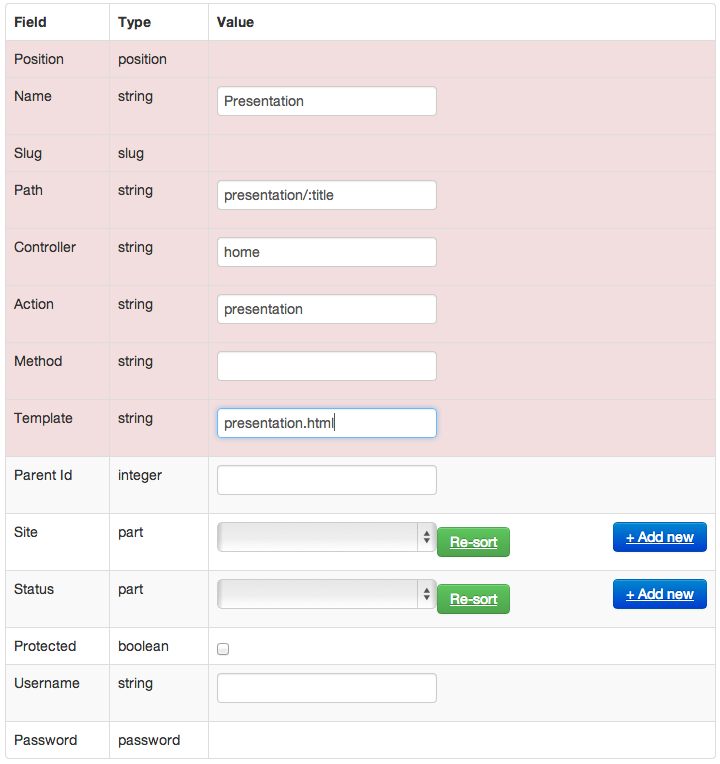 Field Type Value
Position position
Name string Presentation
Slug slug
Path string presentation/:title
Controller string home
Action string presentation
Method string
Template string presentation.html
Parent Id integer
Site part Re-sort + Add new
Status part Re-sort + Add new
Protected boolean
Username string
Password password